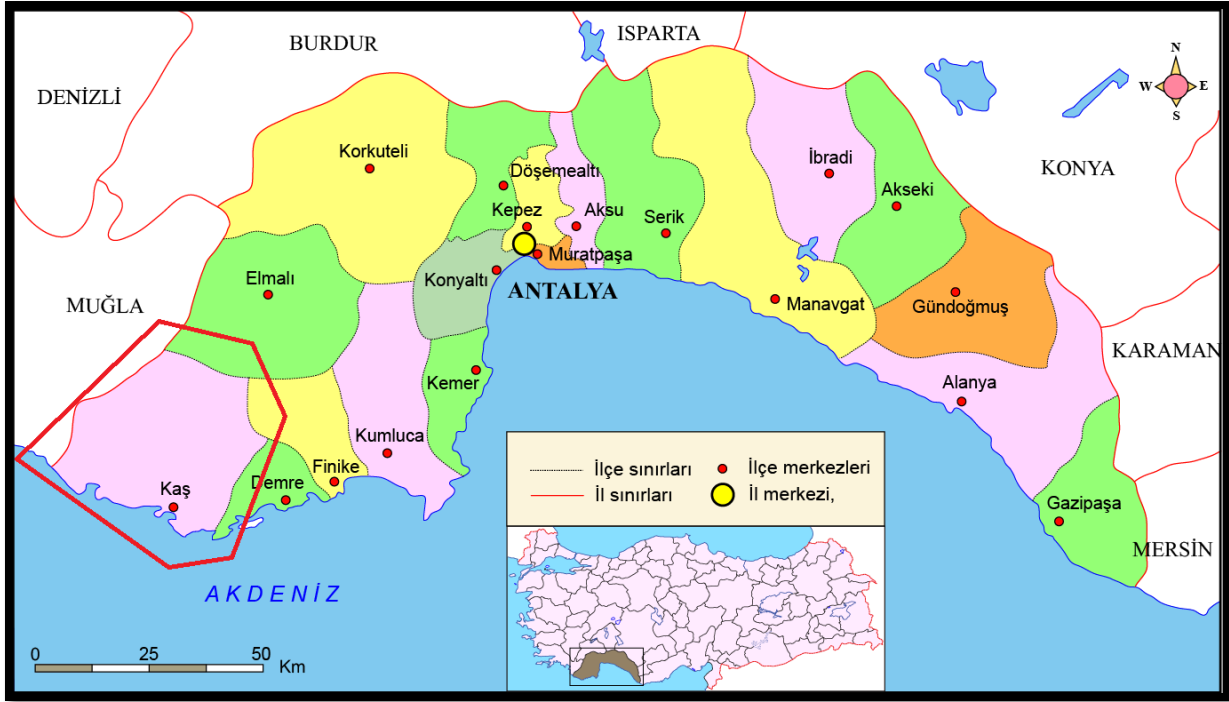 BURDUR
ISPARTA
DENİZLİ
N
W
E
S
KONYA
Korkuteli
Döşemealtı
İbradi
Akseki
Kepez
Aksu
Serik
Muratpaşa
Elmalı
Konyaltı
ANTALYA
Manavgat
Gündoğmuş
MUĞLA
KARAMAN
Kemer
Alanya
Kumluca
Finike
Demre
Kaş
İlçe sınırları
İlçe merkezleri
İl sınırları
İl merkezi,
Gazipaşa
MERSİN
AKDENİZ
0 25 50
Km